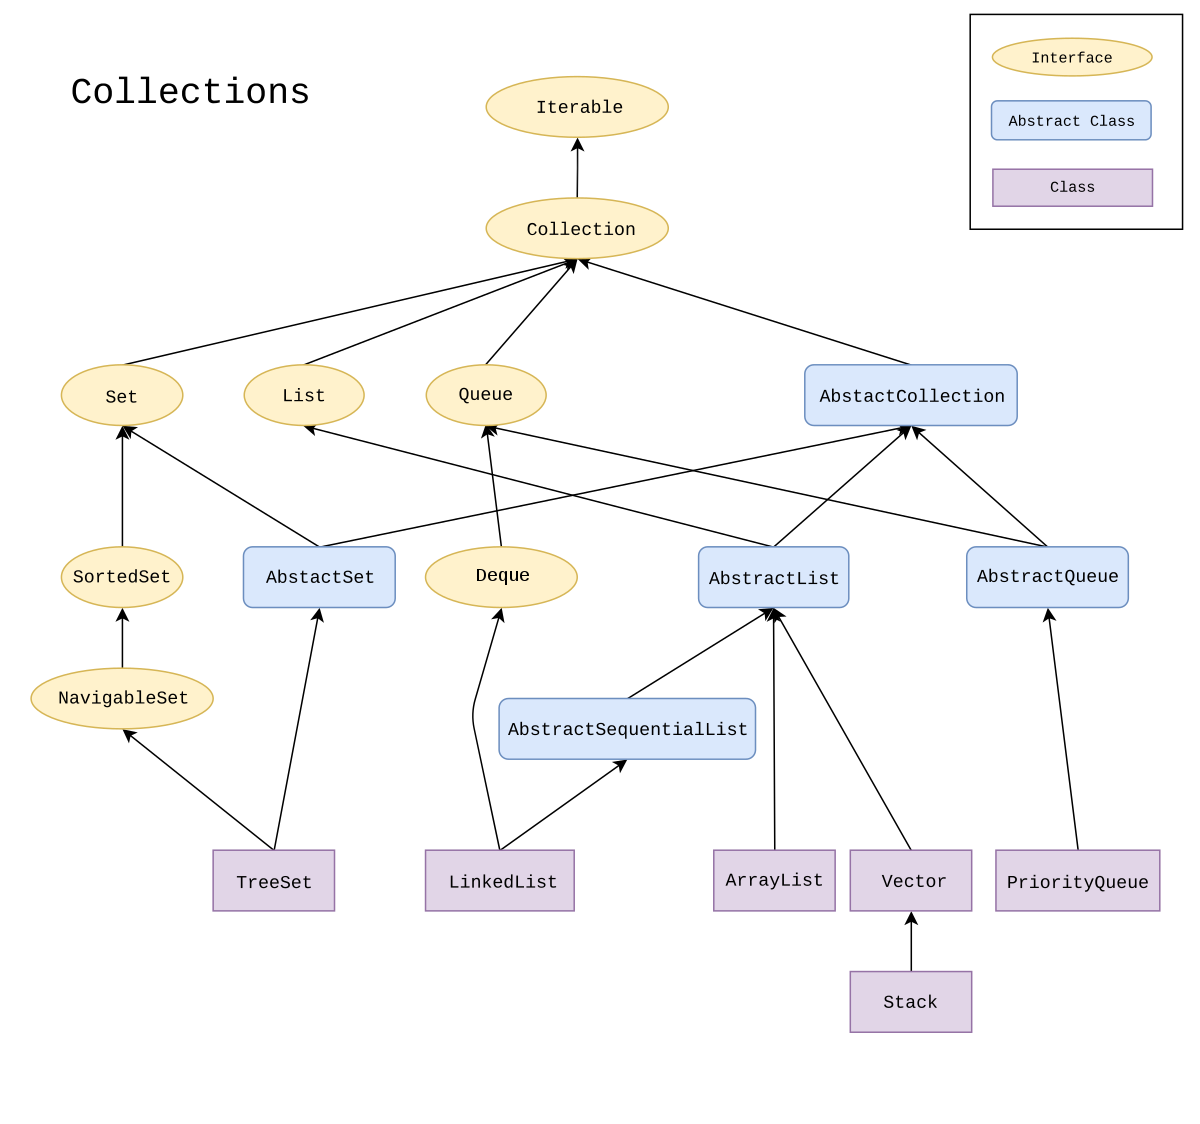 Collections
Interface
Abstract Class
Class
Iterable
Collection
Set
List
Queue
AbstactCollection
SortedSet
AbstactSet
Deque
AbstractList
AbstractQueue
NavigableSet
AbstractSequentialList
TreeSet
LinkedList
ArrayList
Vector
PriorityQueue
Stack